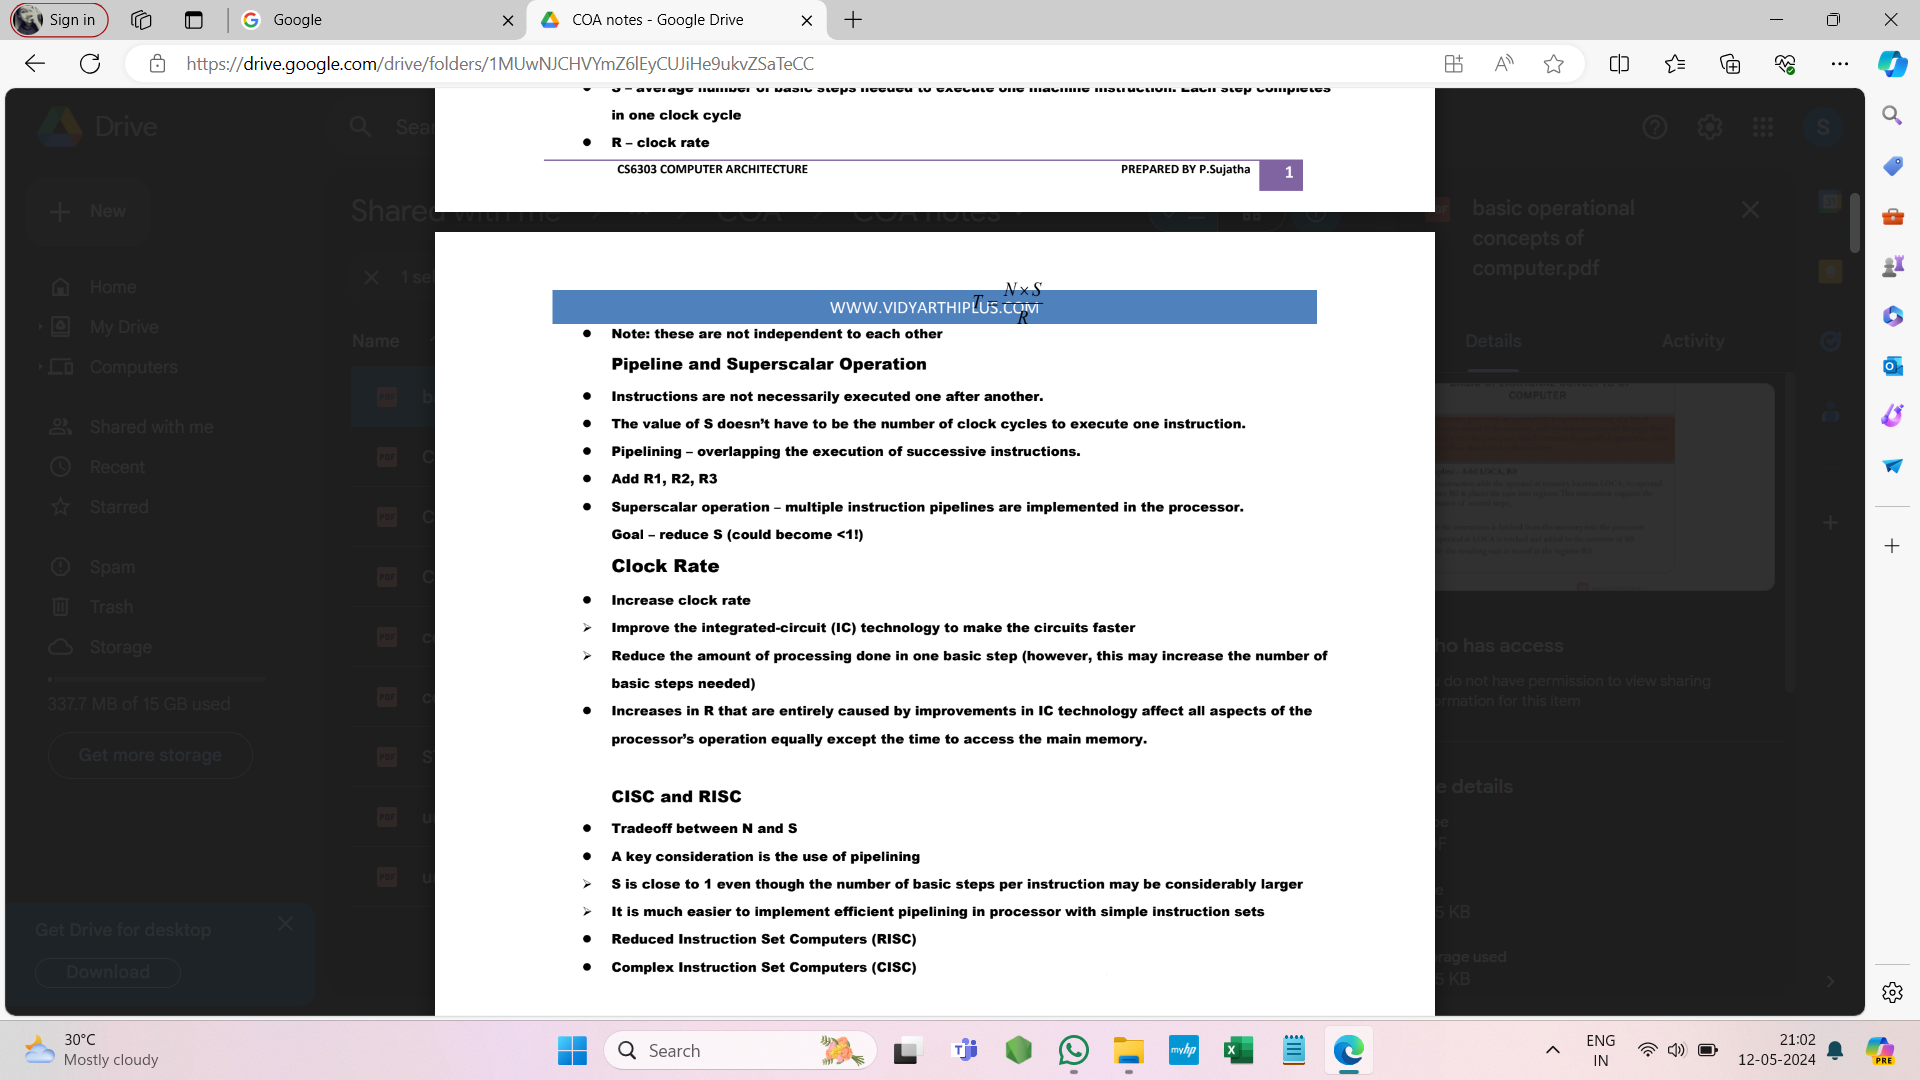 Sign in
Google
COA notes - Google Drive
https://drive.google.com/drive/folders/1MUwNJCHVYmZ6lEyCUJiHe9ukvZSaTeCC
Drive
Sear
S
S – average number of basic steps needed to execute one machine instruction. Each step completes
in one clock cycle
R – clock rate
CS6303 COMPUTER ARCHITECTURE PREPARED BY P.Sujatha 1
New
Shared with me COA COA notes
basic operational
concepts of
computer.pdf
Home
My Drive
Computers
Shared with me
Recent
Starred
Spam
Trash
Storage
337.7 MB of 15 GB used
Get more storage
Get Drive for desktop
Download
1 sel
Name
T = N × S / R
WWW.VIDYARTHIPLUS.COM
Note: these are not independent to each other
Pipeline and Superscalar Operation
Instructions are not necessarily executed one after another.
The value of S doesn’t have to be the number of clock cycles to execute one instruction.
Pipelining – overlapping the execution of successive instructions.
Add R1, R2, R3
Superscalar operation – multiple instruction pipelines are implemented in the processor.
Goal – reduce S (could become <1!)
Clock Rate
Increase clock rate
Improve the integrated-circuit (IC) technology to make the circuits faster
Reduce the amount of processing done in one basic step (however, this may increase the number of
basic steps needed)
Increases in R that are entirely caused by improvements in IC technology affect all aspects of the
processor’s operation equally except the time to access the main memory.
CISC and RISC
Tradeoff between N and S
A key consideration is the use of pipelining
S is close to 1 even though the number of basic steps per instruction may be considerably larger
It is much easier to implement efficient pipelining in processor with simple instruction sets
Reduced Instruction Set Computers (RISC)
Complex Instruction Set Computers (CISC)
Details Activity
COMPUTER
ho has access
do not have permission to view sharing
rmation for this item
e details
KB
rage used
KB
30°C
Mostly cloudy
Search
myhp
ENG
IN
21:02
12-05-2024
PRE